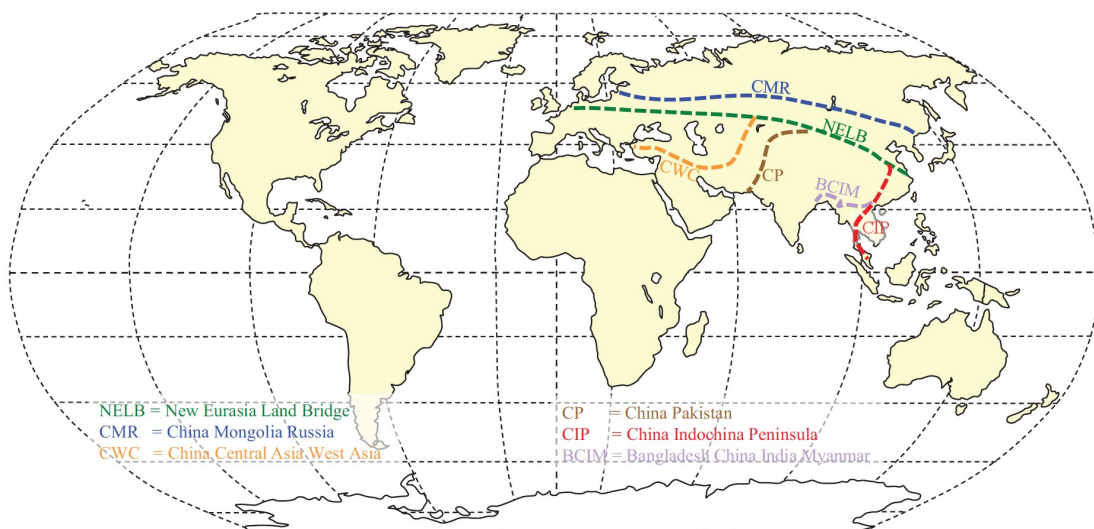 CMR
NELB
CWC
CP
BCIM
CIP
NELB = New Eurasia Land Bridge
CMR = China Mongolia Russia
CWC = China Central Asia West Asia
CP = China Pakistan
CIP = China Indochina Peninsula
BCIM = Bangladesh China India Myanmar